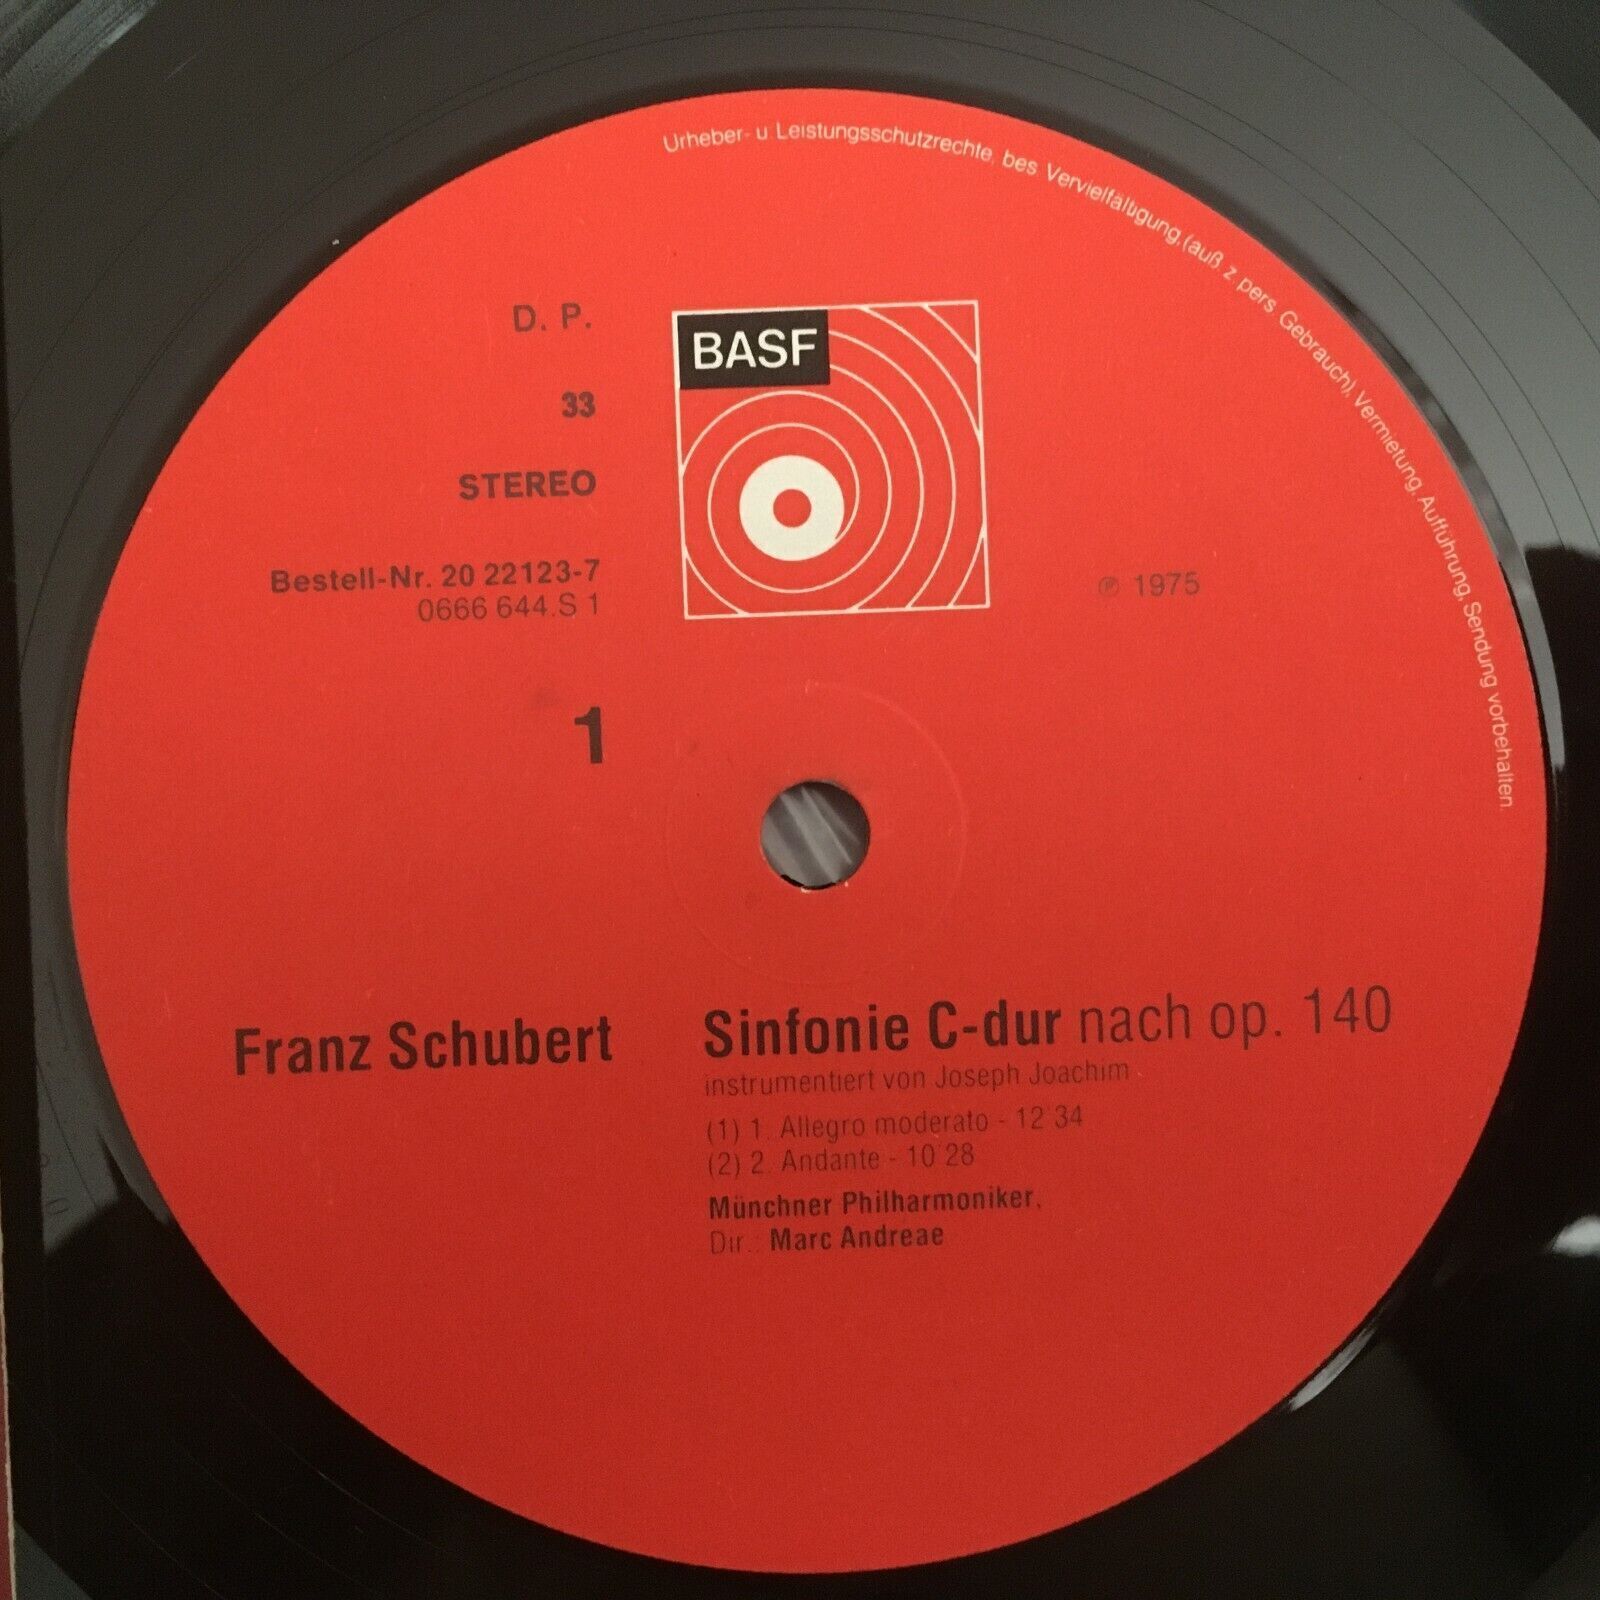 Urheber- u. Leistungsschutzrechte, bes. Vervielfältigung, (auß. z. pers. Gebrauch), Vermietung, Aufführung, Sendung vorbehalten.
D. P.
BASF
33
STEREO
Bestell-Nr. 20 22123-7
0666 644.S 1
℗ 1975
1
Franz Schubert
Sinfonie C-dur nach op. 140
instrumentiert von Joseph Joachim
(1) 1. Allegro moderato - 12'34
(2) 2. Andante - 10'28
Münchner Philharmoniker,
Dir.: Marc Andreae